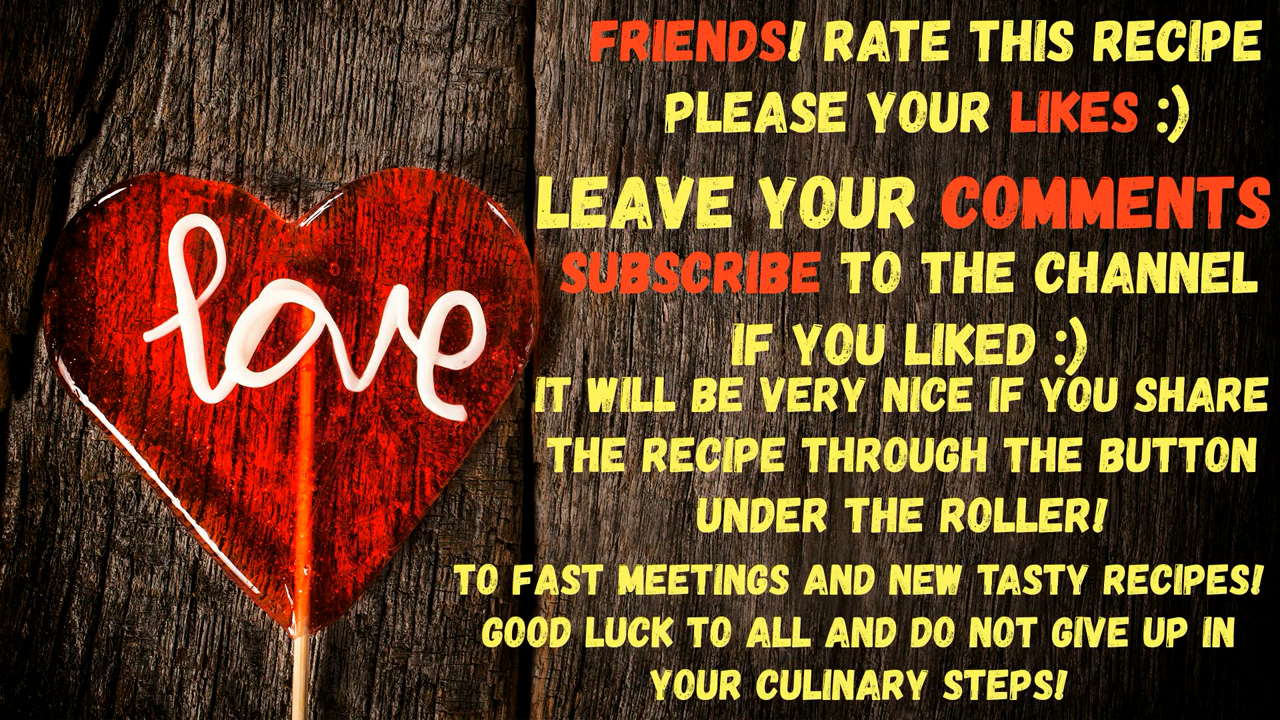 love
FRIENDS! RATE THIS RECIPE
PLEASE YOUR LIKES :)
LEAVE YOUR COMMENTS
SUBSCRIBE TO THE CHANNEL
IF YOU LIKED :)
IT WILL BE VERY NICE IF YOU SHARE
THE RECIPE THROUGH THE BUTTON
UNDER THE ROLLER!
TO FAST MEETINGS AND NEW TASTY RECIPES!
GOOD LUCK TO ALL AND DO NOT GIVE UP IN
YOUR CULINARY STEPS!